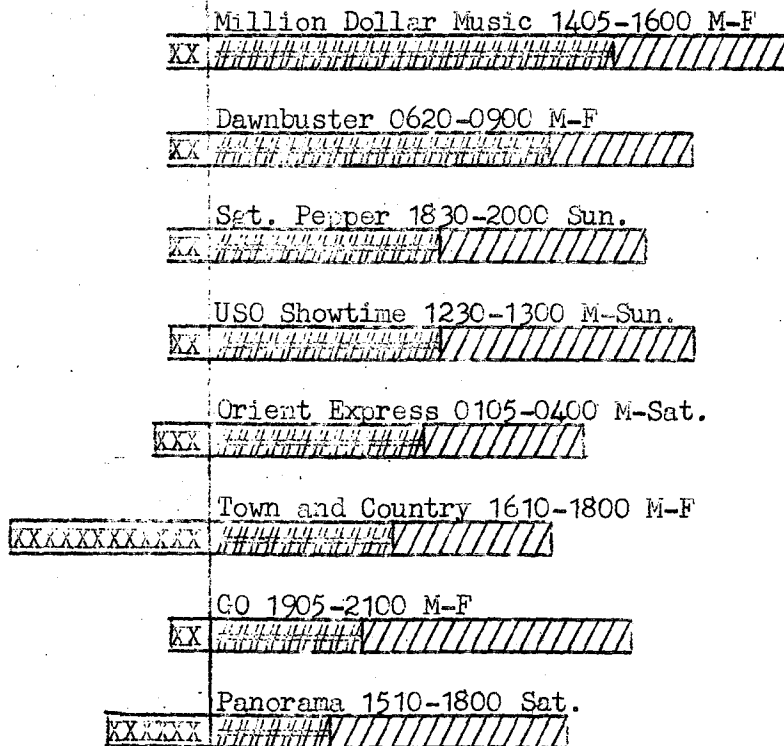 Million Dollar Music 1405-1600 M-F
XX
Dawnbuster 0620-0900 M-F
XX
Sgt. Pepper 1830-2000 Sun.
XX
USO Showtime 1230-1300 M-Sun.
XX
Orient Express 0105-0400 M-Sat.
XXX
Town and Country 1610-1800 M-F
XXXXXXXXXXX
GO 1905-2100 M-F
XX
Panorama 1510-1800 Sat.
XXXXXX